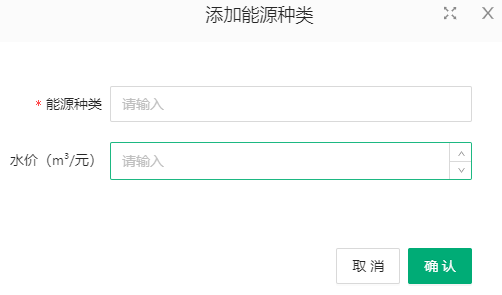 添加能源种类
* 能源种类 请输入
水价（m³/元） 请输入
取 消 确 认